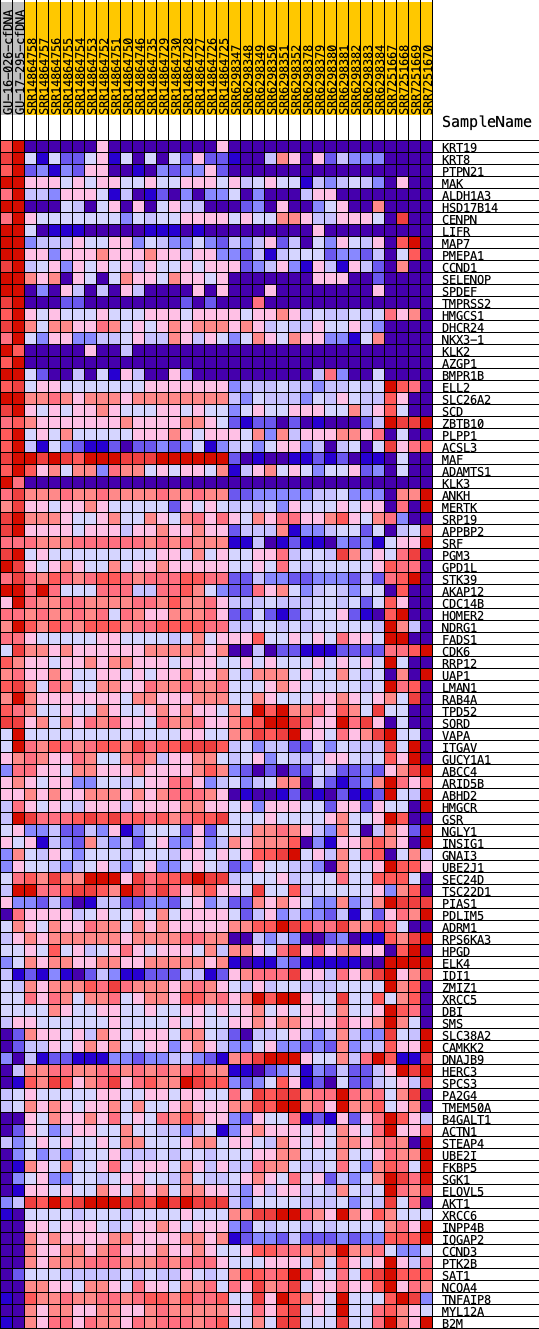 GU-16-026-cfDNA
GU-17-295-cfDNA
SRR14864758
SRR14864757
SRR14864756
SRR14864755
SRR14864754
SRR14864753
SRR14864752
SRR14864751
SRR14864750
SRR14864746
SRR14864735
SRR14864729
SRR14864730
SRR14864728
SRR14864727
SRR14864726
SRR14864725
SRR6298347
SRR6298348
SRR6298349
SRR6298350
SRR6298351
SRR6298352
SRR6298378
SRR6298379
SRR6298380
SRR6298381
SRR6298382
SRR6298383
SRR6298384
SRR7251667
SRR7251668
SRR7251669
SRR7251670
SampleName
KRT19
KRT8
PTPN21
MAK
ALDH1A3
HSD17B14
CENPN
LIFR
MAP7
PMEPA1
CCND1
SELENOP
SPDEF
TMPRSS2
HMGCS1
DHCR24
NKX3-1
KLK2
AZGP1
BMPR1B
ELL2
SLC26A2
SCD
ZBTB10
PLPP1
ACSL3
MAF
ADAMTS1
KLK3
ANKH
MERTK
SRP19
APPBP2
SRF
PGM3
GPD1L
STK39
AKAP12
CDC14B
HOMER2
NDRG1
FADS1
CDK6
RRP12
UAP1
LMAN1
RAB4A
TPD52
SORD
VAPA
ITGAV
GUCY1A1
ABCC4
ARID5B
ABHD2
HMGCR
GSR
NGLY1
INSIG1
GNAI3
UBE2J1
SEC24D
TSC22D1
PIAS1
PDLIM5
ADRM1
RPS6KA3
HPGD
ELK4
IDI1
ZMIZ1
XRCC5
DBI
SMS
SLC38A2
CAMKK2
DNAJB9
HERC3
SPCS3
PA2G4
TMEM50A
B4GALT1
ACTN1
STEAP4
UBE2I
FKBP5
SGK1
ELOVL5
AKT1
XRCC6
INPP4B
IQGAP2
CCND3
PTK2B
SAT1
NCOA4
TNFAIP8
MYL12A
B2M